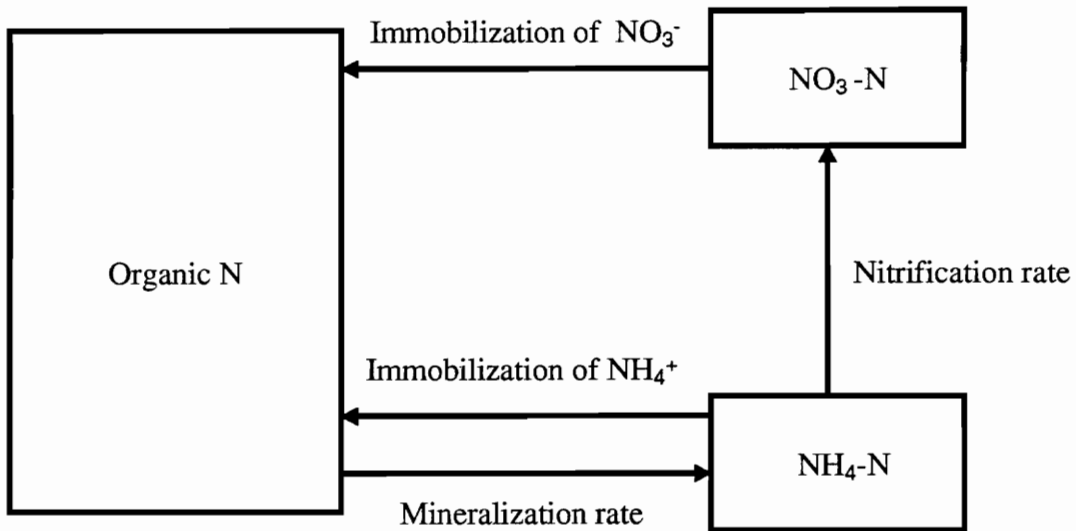 Immobilization of NO₃⁻
NO₃-N
Organic N
Nitrification rate
Immobilization of NH₄⁺
NH₄-N
Mineralization rate